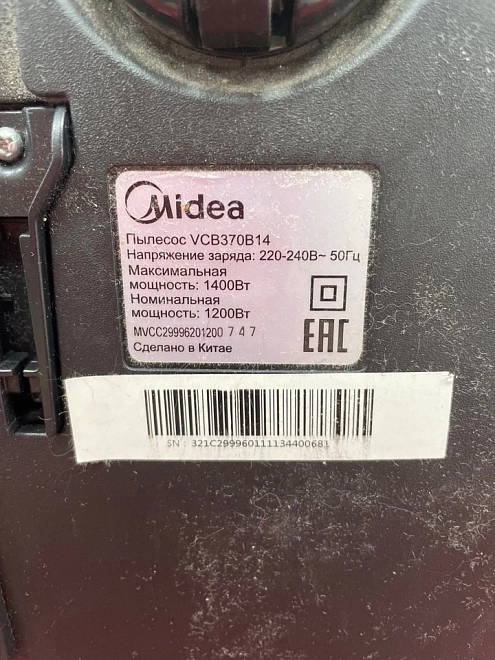 Midea
Пылесос VCB370B14
Напряжение заряда: 220-240В~ 50Гц
Максимальная
мощность: 1400Вт
Номинальная
мощность: 1200Вт
MVCC29996201200 7 4 7
Сделано в Китае
EAC
SN : 321C2999601111134400681